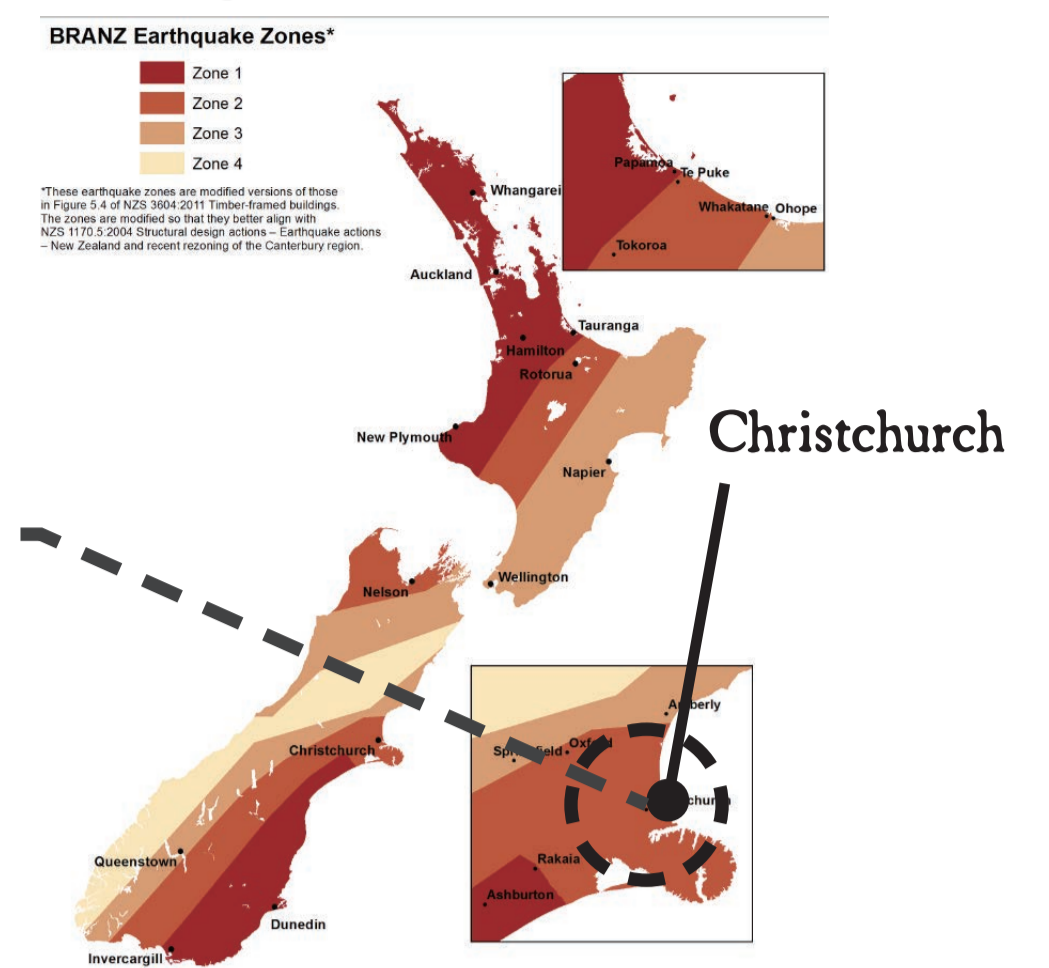 BRANZ Earthquake Zones*
Zone 1
Zone 2
Zone 3
Zone 4
*These earthquake zones are modified versions of those
in Figure 5.4 of NZS 3604:2011 Timber-framed buildings.
The zones are modified so that they better align with
NZS 1170.5:2004 Structural design actions – Earthquake actions
– New Zealand and recent rezoning of the Canterbury region.
Papamoa
Te Puke
Whakatane
Ohope
Tokoroa
Whangarei
Auckland
Tauranga
Hamilton
Rotorua
New Plymouth
Napier
Christchurch
Wellington
Nelson
Christchurch
Queenstown
Dunedin
Invercargill
Rakaia
Ashburton